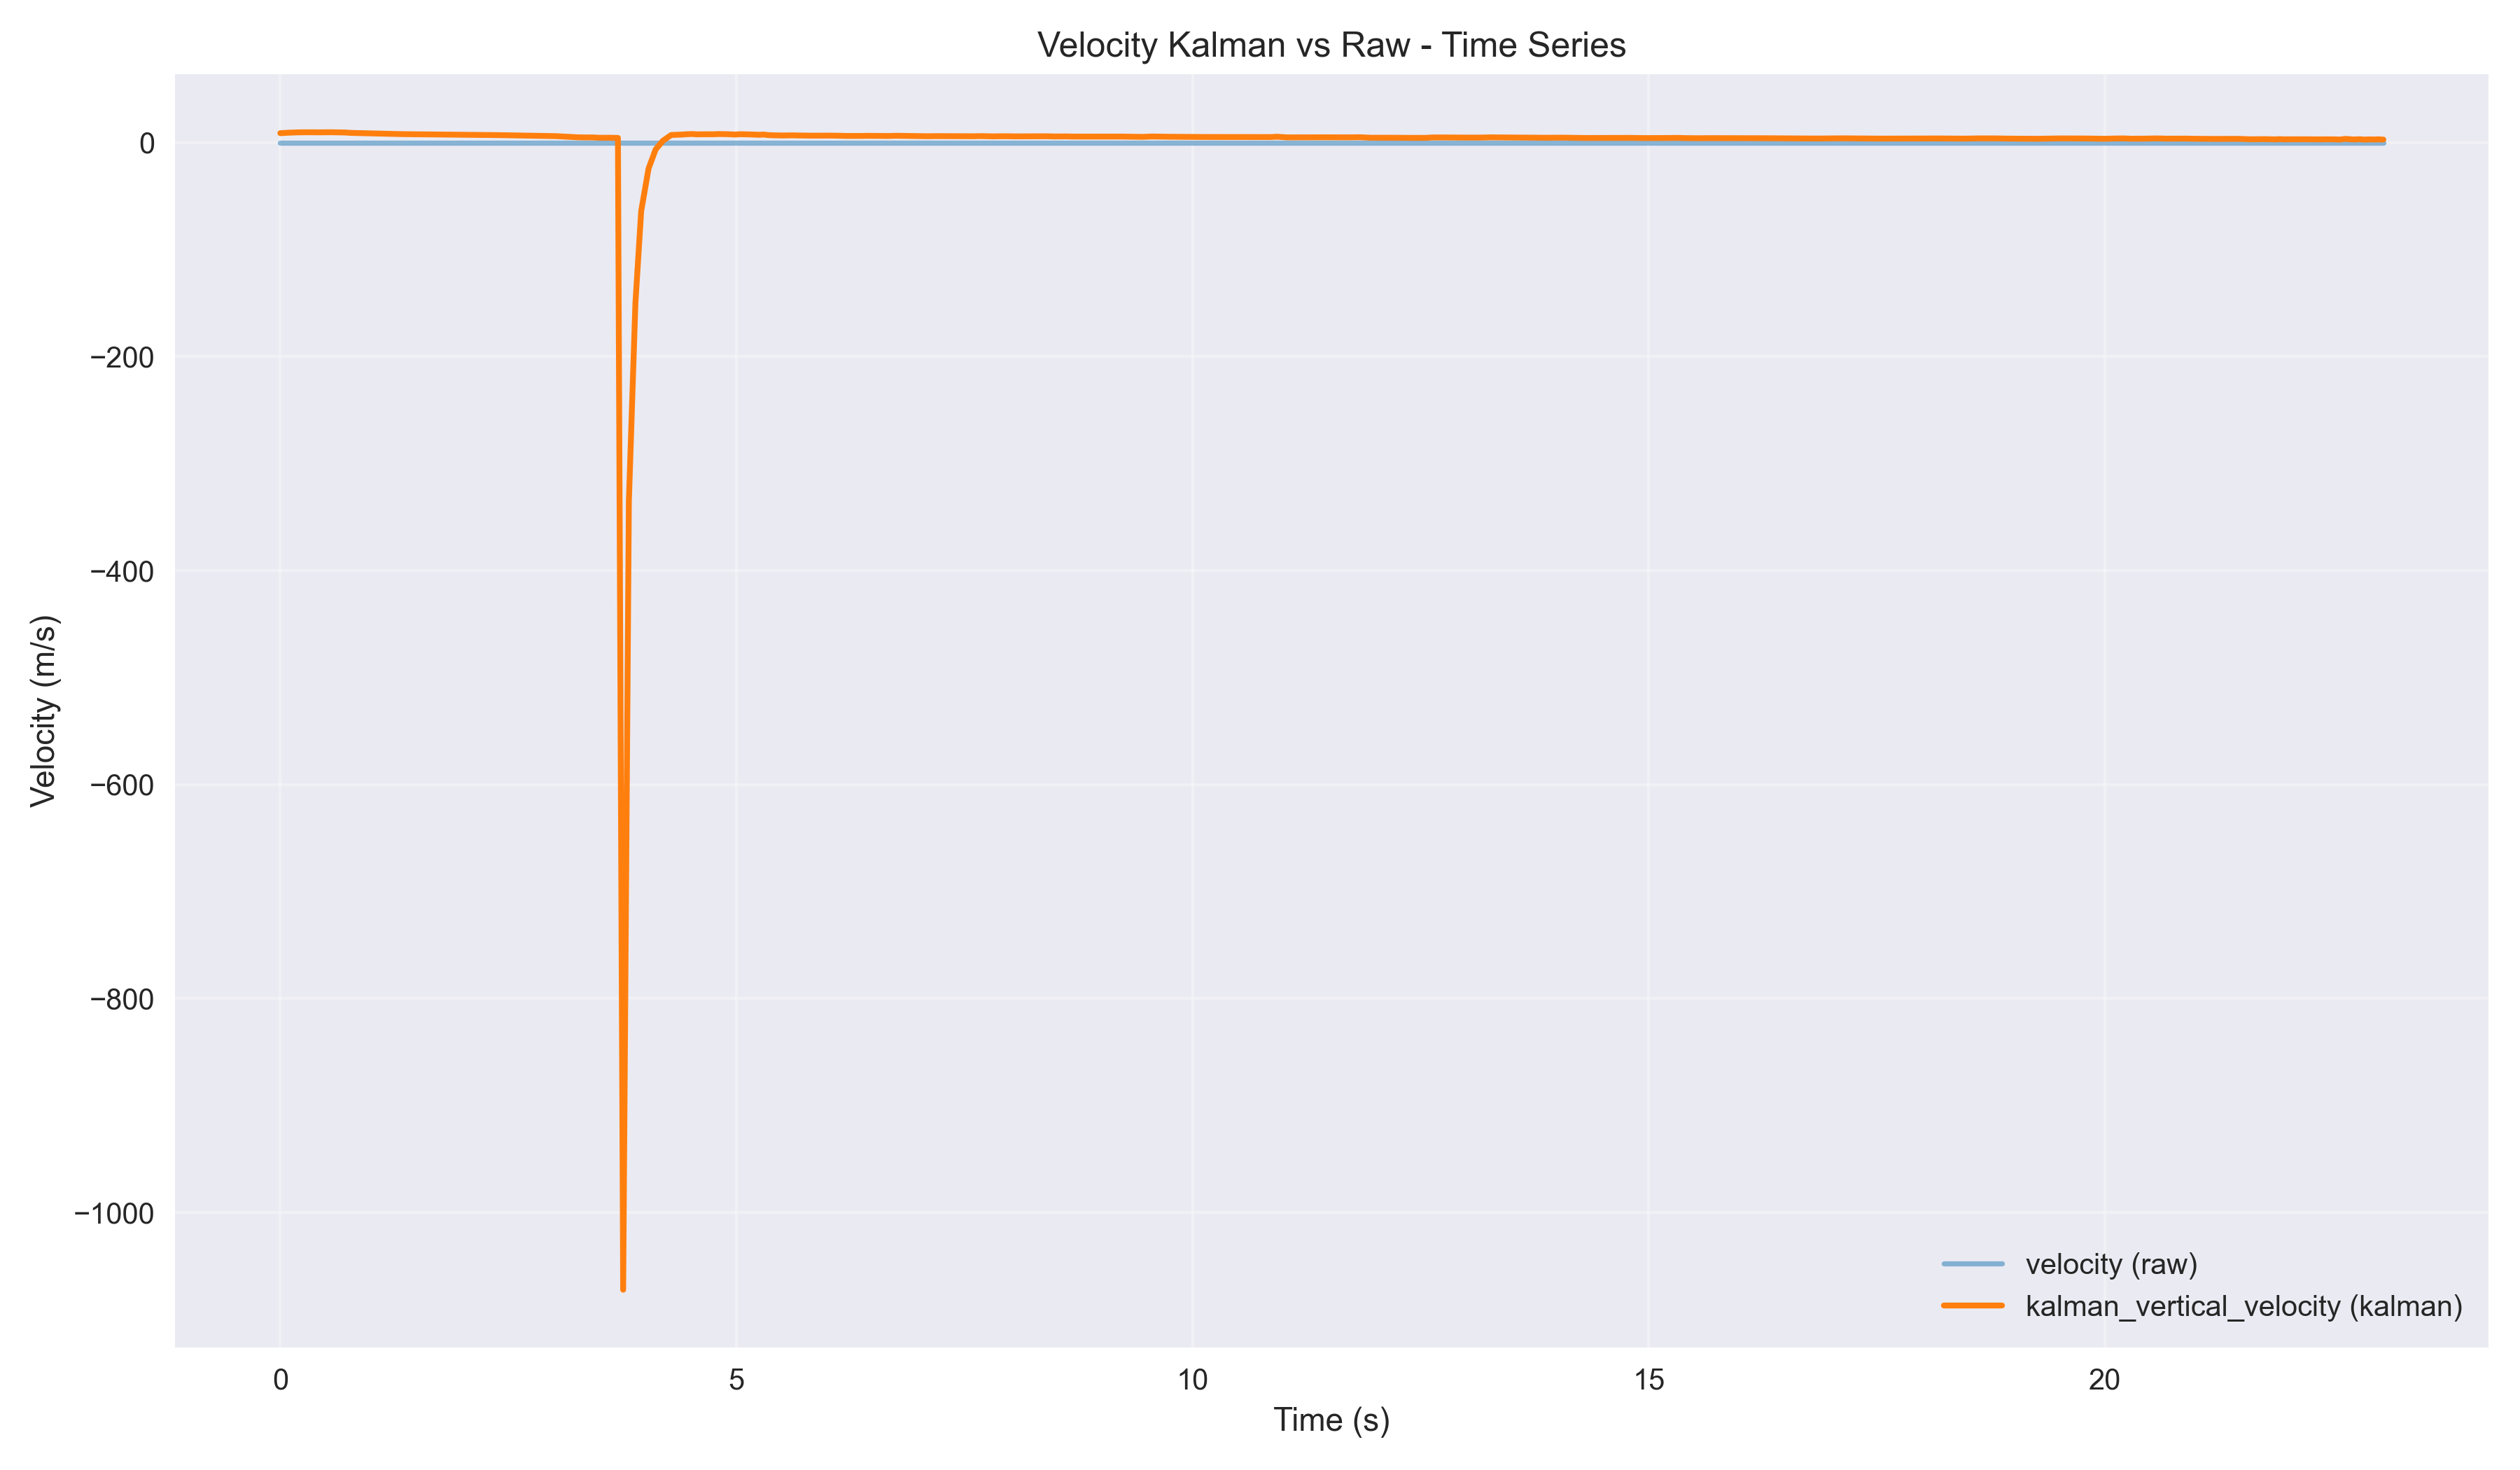 Velocity Kalman vs Raw - Time Series
Velocity (m/s)
0
−200
−400
−600
−800
−1000
0
5
10
15
20
Time (s)
velocity (raw)
kalman_vertical_velocity (kalman)